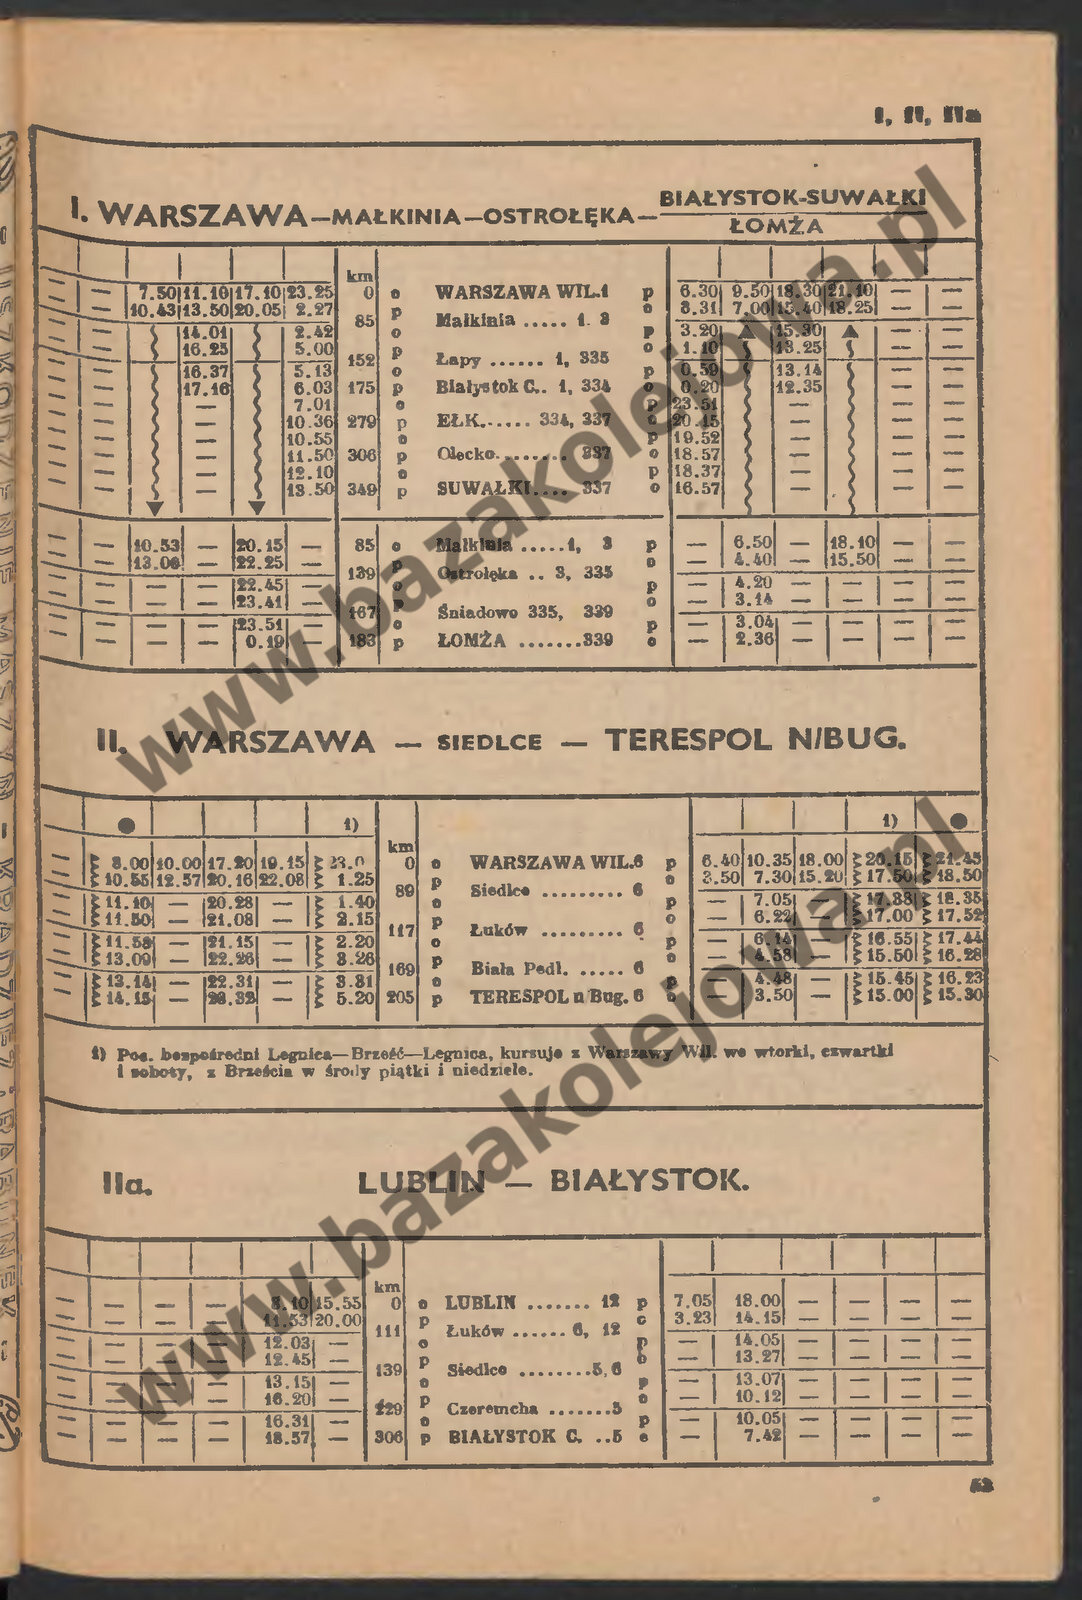 I, II, IIa
I. WARSZAWA—MAŁKINIA—OSTROŁĘKA— BIAŁYSTOK-SUWAŁKI
ŁOMŻA
km
— — 7.50 11.10 17.10 23.25 0 o WARSZAWA WIL.1 p 6.30 9.50 18.30 21.10 — —
— — 10.43 13.50 20.05 2.27 85 p Małkinia ..... 1. 3 o 3.31 7.00 15.40 18.25 — —
— — 14.01 2.42 o p 3.20 15.30 — —
— — 16.25 5.00 152 p Łapy ...... 1, 335 o 1.10 13.25 — —
— — 16.37 5.13 o p 0.59 13.14 — —
— — 17.16 6.03 175 p Białystok C.. 1, 334 o 0.20 12.35 — —
— — — 7.01 o p 23.51 — — —
— — — 10.36 279 p EŁK...... 334, 337 o 20.15 — — —
— — — 10.55 o p 19.52 — — —
— — — 11.50 306 p Olecko......... 337 o 18.57 — — —
— — — 12.10 o p 18.37 — — —
— — — 13.50 349 p SUWAŁKI.... 337 o 16.57 — — —
— — 10.53 — 20.15 — 85 o Małkinia .....1, 3 p — 6.50 — 18.10 — —
— — 13.06 — 22.25 — 139 p Ostrołęka .. 3, 335 o — 4.40 — 15.50 — —
— — — — 22.45 — o p — 4.20 — — — —
— — — — 23.41 — 167 p Śniadowo 335, 339 o — 3.14 — — — —
— — — — 23.51 — o p — 3.04 — — — —
— — — — 0.19 — 183 p ŁOMŻA .......339 o — 2.36 — — — —
II. WARSZAWA — SIEDLCE — TERESPOL N/BUG.
● 1) km 1) ●
— 8.00 10.00 17.20 19.15 0 o WARSZAWA WIL.6 p 6.40 10.35 18.00 20.15 21.45
— 10.55 12.57 20.16 22.08 1.25 89 p Siedlce ......... 6 o 3.50 7.30 15.20 17.50 18.50
— 11.10 — 20.28 — 1.40 o p — 7.05 — 17.38 18.35
— 11.50 — 21.08 — 2.15 117 p Łuków .......... 6 o — 6.22 — 17.00 17.52
— 11.58 — 21.15 — 2.20 o p — 6.14 — 16.55 17.44
— 13.09 — 22.26 — 3.26 169 p Biała Podl. ...... 6 o — 4.58 — 15.50 16.28
— 13.14 — 22.31 — 3.31 o p — 4.48 — 15.45 16.23
— 14.15 — 23.32 — 5.20 205 p TERESPOL n/Bug. 6 o — 3.50 — 15.00 15.30
1) Poc. bezpośredni Legnica—Brześć—Legnica, kursuje z Warszawy Wil. we wtorki, czwartki
i soboty, z Brześcia w środy piątki i niedziele.
IIa. LUBLIN — BIAŁYSTOK.
km
— — — — 8.10 15.55 0 o LUBLIN ....... 12 p 7.05 18.00 — — — —
— — — — 11.53 20.00 111 p Łuków ...... 6, 12 o 3.23 14.15 — — — —
— — — — 12.03 — o p — 14.05 — — — —
— — — — 12.45 — 139 p Siedlce .........5,6 o — 13.27 — — — —
— — — — 13.15 — o p — 13.07 — — — —
— — — — 16.20 — 229 p Czeremcha .......5 o — 10.12 — — — —
— — — — 16.31 — o p — 10.05 — — — —
— — — — 18.57 — 306 p BIAŁYSTOK C. ..5 o — 7.42 — — — —
www.bazakolejowa.pl
www.bazakolejowa.pl